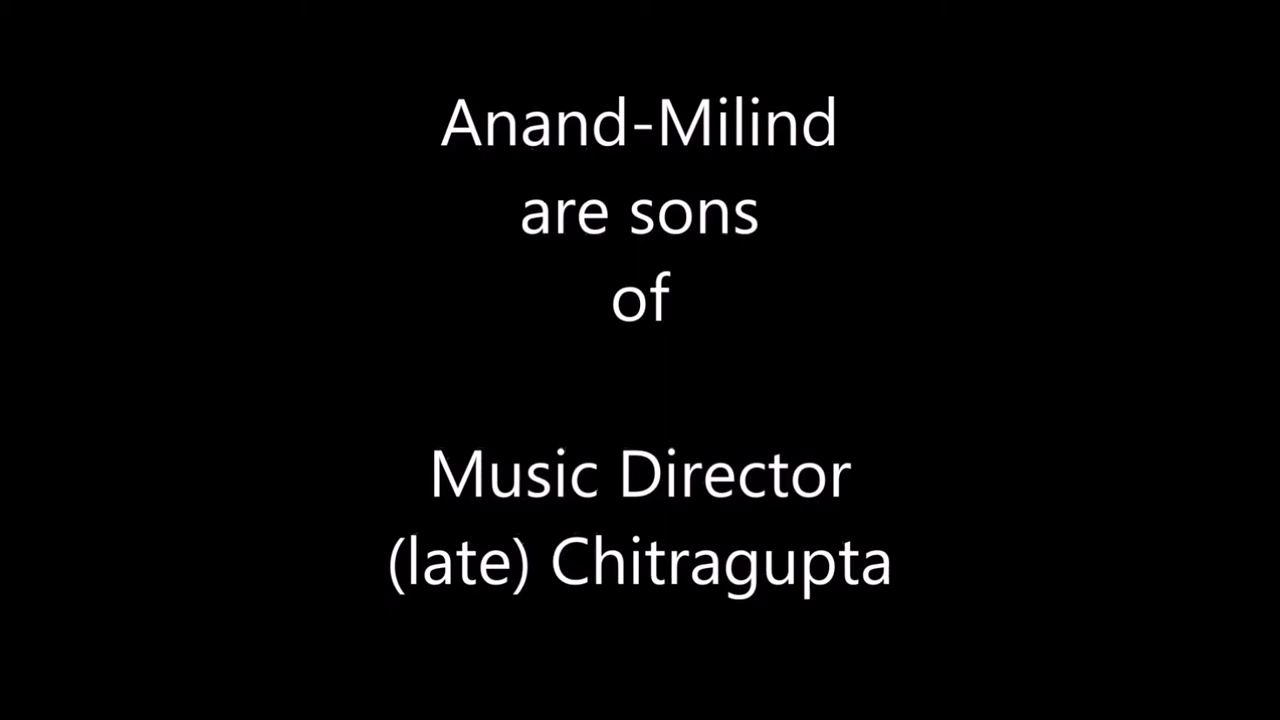 Anand-Milind
are sons
of
Music Director
(late) Chitragupta